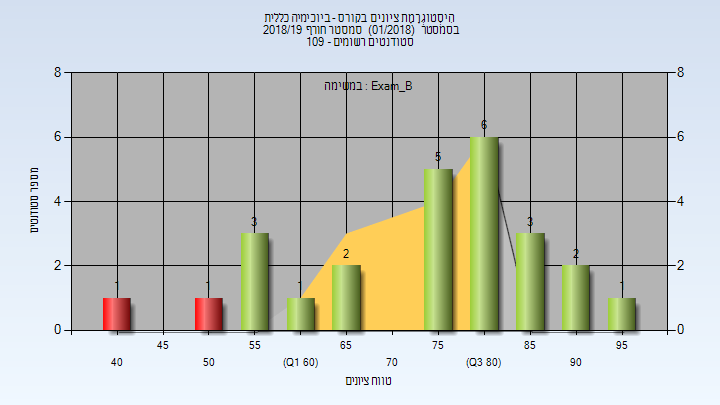 היסטוגרמת ציונים בקורס - ביוכימיה כללית
בסמסטר (01/2018) סמסטר חורף 2018/19
סטודנטים רשומים - 109
במשימה : Exam_B
8 8
6 6
4 4
2 2
0 0
מספר סטודנטים
1 1 3 1 2 5 6 3 2 1
45 55 65 75 85 95
40 50 (Q1 60) 70 (Q3 80) 90
טווח ציונים